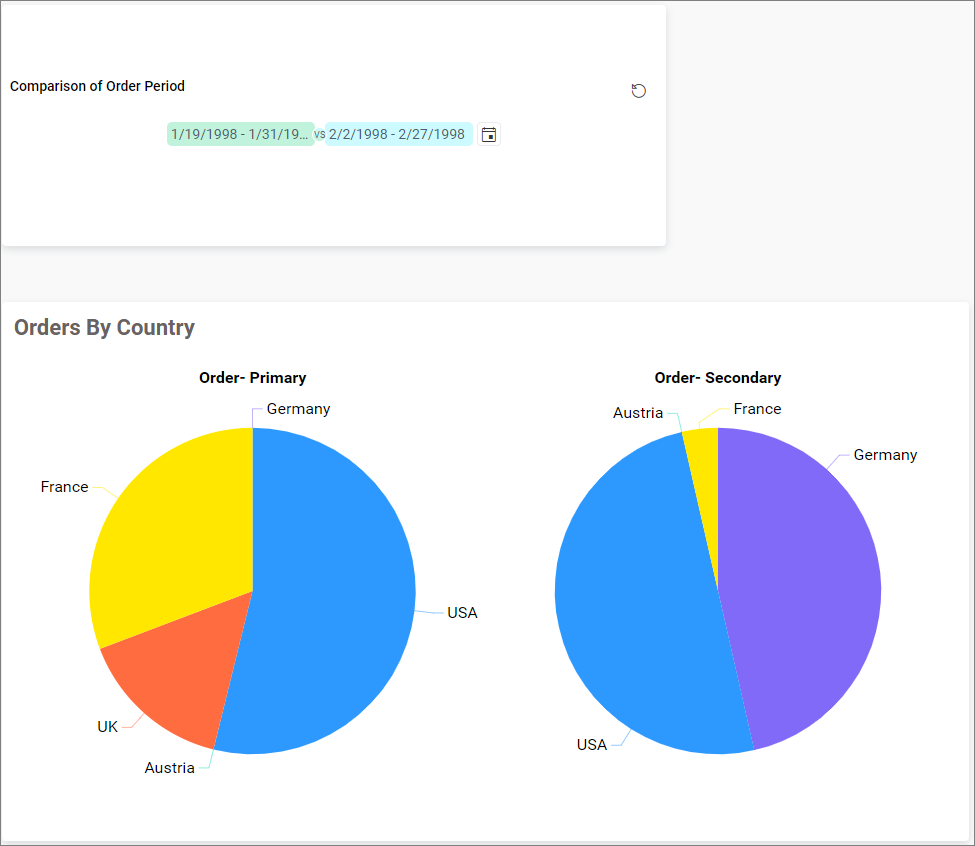 Comparison of Order Period
1/19/1998 - 1/31/19... vs 2/2/1998 - 2/27/1998
Orders By Country
Order- Primary
Germany
France
USA
UK
Austria
Order- Secondary
Austria
France
Germany
USA